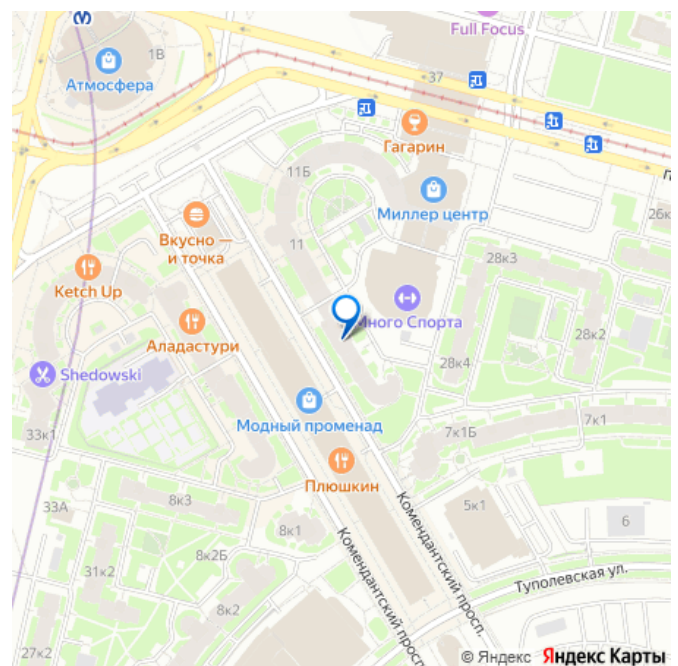 Full Focus
1В
Атмосфера
37
Гагарин
11Б
Миллер центр
26к
11
Вкусно —
и точка
28к3
Ketch Up
Много Спорта
28к2
Аладастури
28к4
Shedowski
Модный променад
7к1
33к1
7к1Б
Плюшкин
8к3
5к1
33А
6
8к1
Комендантский просп.
8к2Б
31к2
Туполевская ул.
Комендантский просп.
8к2
27к2
© Яндекс Яндекс Карты